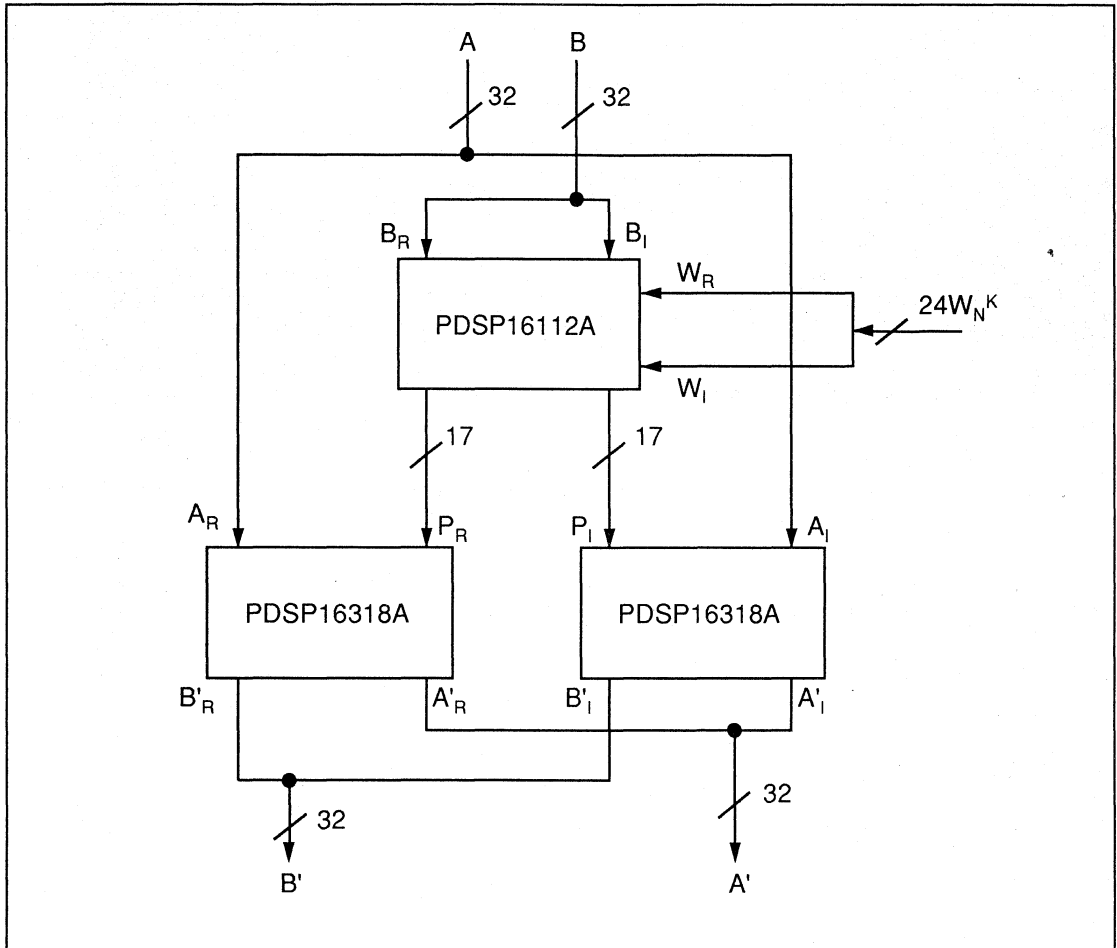 A B
32 32
B_R B_I
W_R
24W_N^K
PDSP16112A
W_I
17 17
A_R P_R P_I A_I
PDSP16318A PDSP16318A
B'_R A'_R B'_I A'_I
32
32
B' A'